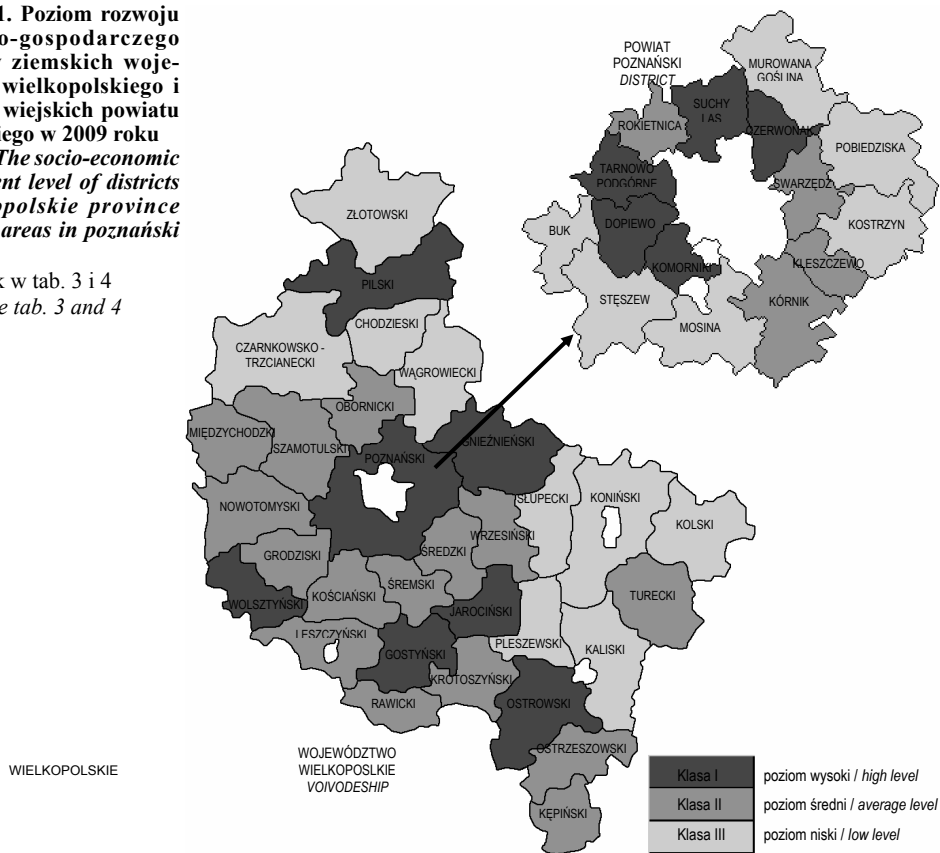 1. Poziom rozwoju
o-gospodarczego
ziemskich woje-
wielkopolskiego i
wiejskich powiatu
iego w 2009 roku
The socio-economic
ent level of districts
opolskie province
areas in poznański
k w tab. 3 i 4
e tab. 3 and 4
POWIAT
POZNAŃSKI
DISTRICT
MUROWANA
GOŚLINA
SUCHY
LAS
ROKIETNICA
CZERWONAK
POBIEDZISKA
TARNOWO
PODGÓRNE
SWARZĘDZ
KOSTRZYN
BUK
DOPIEWO
KOMORNIKI
KLESZCZEWO
STĘSZEW
KÓRNIK
MOSINA
ZŁOTOWSKI
PILSKI
CHODZIESKI
CZARNKOWSKO -
TRZCIANECKI
WĄGROWIECKI
OBORNICKI
MIĘDZYCHODZKI
SZAMOTULSKI
POZNAŃSKI
GNIEŹNIEŃSKI
NOWOTOMYSKI
SŁUPECKI
KONIŃSKI
KOLSKI
WRZESIŃSKI
ŚREDZKI
GRODZISKI
ŚREMSKI
KOŚCIAŃSKI
WOLSZTYŃSKI
JAROCIŃSKI
TURECKI
LESZCZYŃSKI
GOSTYŃSKI
PLESZEWSKI
KALISKI
KROTOSZYŃSKI
RAWICKI
OSTROWSKI
OSTRZESZOWSKI
KĘPIŃSKI
WIELKOPOLSKIE
WOJEWÓDZTWO
WIELKOPOSLKIE
VOIVODESHIP
Klasa I poziom wysoki / high level
Klasa II poziom średni / average level
Klasa III poziom niski / low level